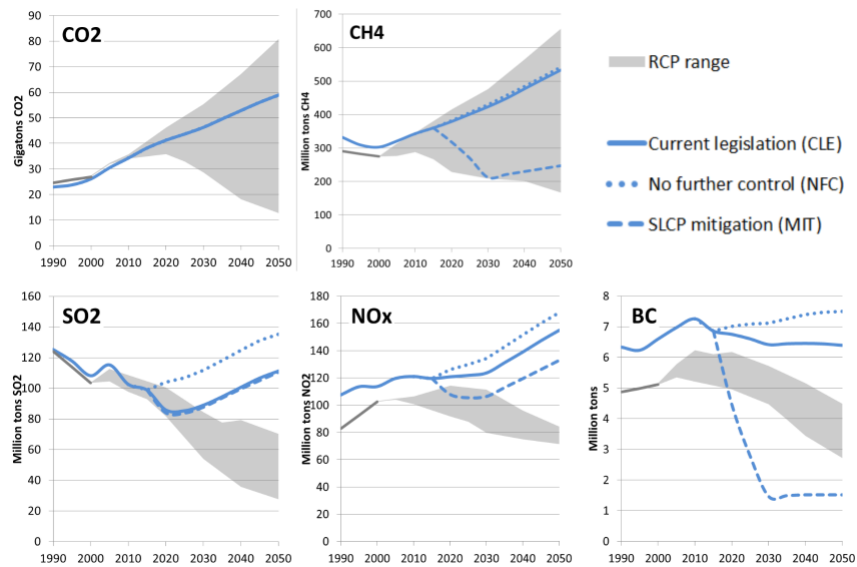 CO2
Gigatons CO2
90
80
70
60
50
40
30
20
10
0
1990 2000 2010 2020 2030 2040 2050
CH4
Million tons CH4
700
600
500
400
300
200
100
0
1990 2000 2010 2020 2030 2040 2050
RCP range
Current legislation (CLE)
No further control (NFC)
SLCP mitigation (MIT)
SO2
Million tons SO2
160
140
120
100
80
60
40
20
0
1990 2000 2010 2020 2030 2040 2050
NOx
Million tons NO2
180
160
140
120
100
80
60
40
20
0
1990 2000 2010 2020 2030 2040 2050
BC
Million tons
8
7
6
5
4
3
2
1
0
1990 2000 2010 2020 2030 2040 2050